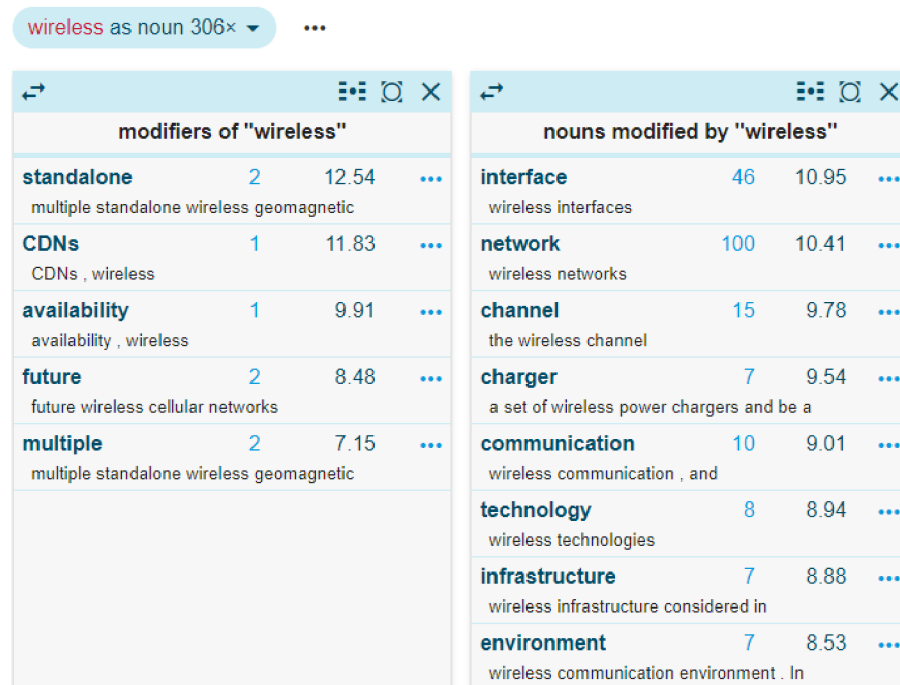 wireless as noun 306×
modifiers of "wireless"
standalone 2 12.54
multiple standalone wireless geomagnetic
CDNs 1 11.83
CDNs , wireless
availability 1 9.91
availability , wireless
future 2 8.48
future wireless cellular networks
multiple 2 7.15
multiple standalone wireless geomagnetic
nouns modified by "wireless"
interface 46 10.95
wireless interfaces
network 100 10.41
wireless networks
channel 15 9.78
the wireless channel
charger 7 9.54
a set of wireless power chargers and be a
communication 10 9.01
wireless communication , and
technology 8 8.94
wireless technologies
infrastructure 7 8.88
wireless infrastructure considered in
environment 7 8.53
wireless communication environment . In